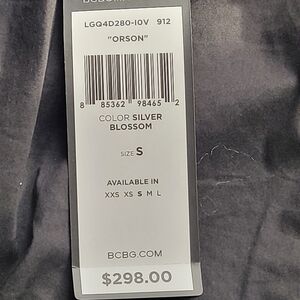 LGQ4D280-I0V 912
"ORSON"
8 85362 98465 2
COLOR SILVER
BLOSSOM
SIZE S
AVAILABLE IN
XXS XS S M L
BCBG.COM
$298.00